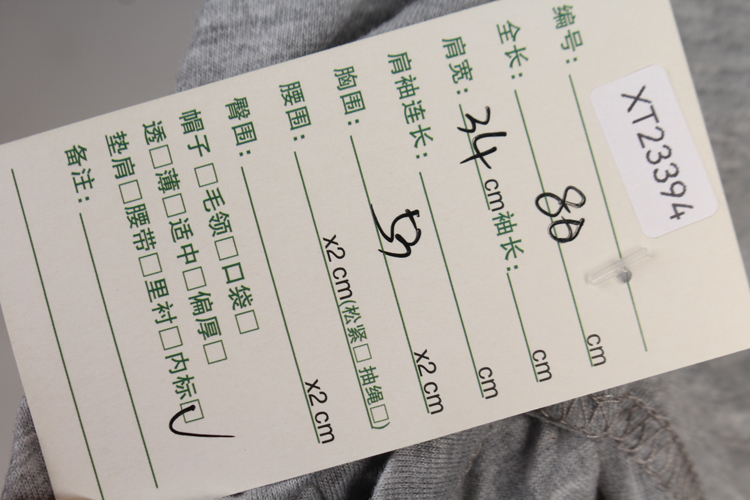 编号: XT23394
全长: 86 cm
肩宽: 34 cm 袖长: cm
肩袖连长: cm
胸围: x2 cm
腰围: x2 cm (松紧□ 抽绳□)
臀围: x2 cm
帽子□毛领□口袋□
透□薄□适中□偏厚□
垫肩□腰带□里衬□内标□√
备注: